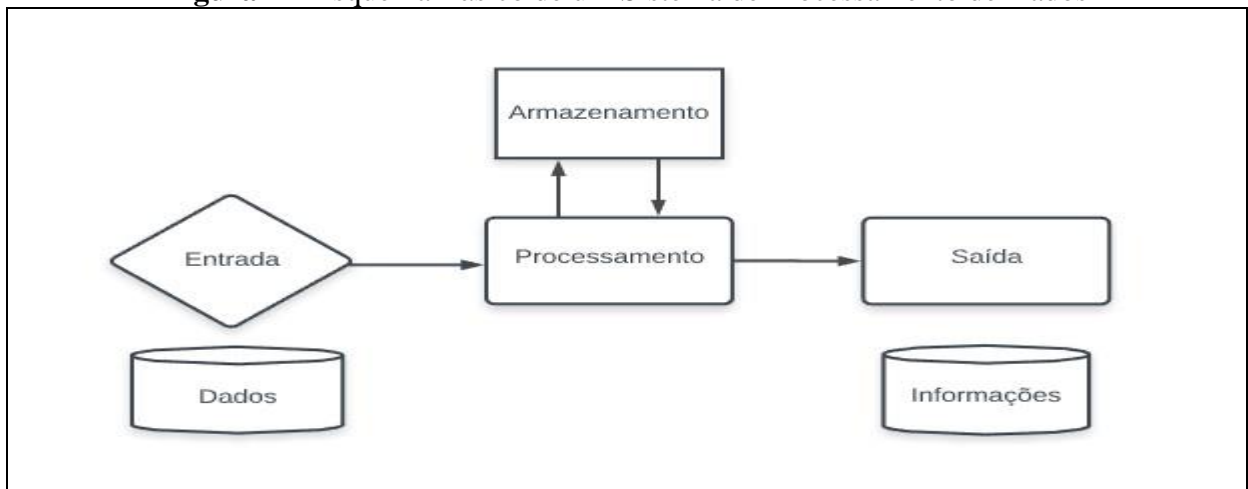 Armazenamento
Entrada
Processamento
Saída
Dados
Informações